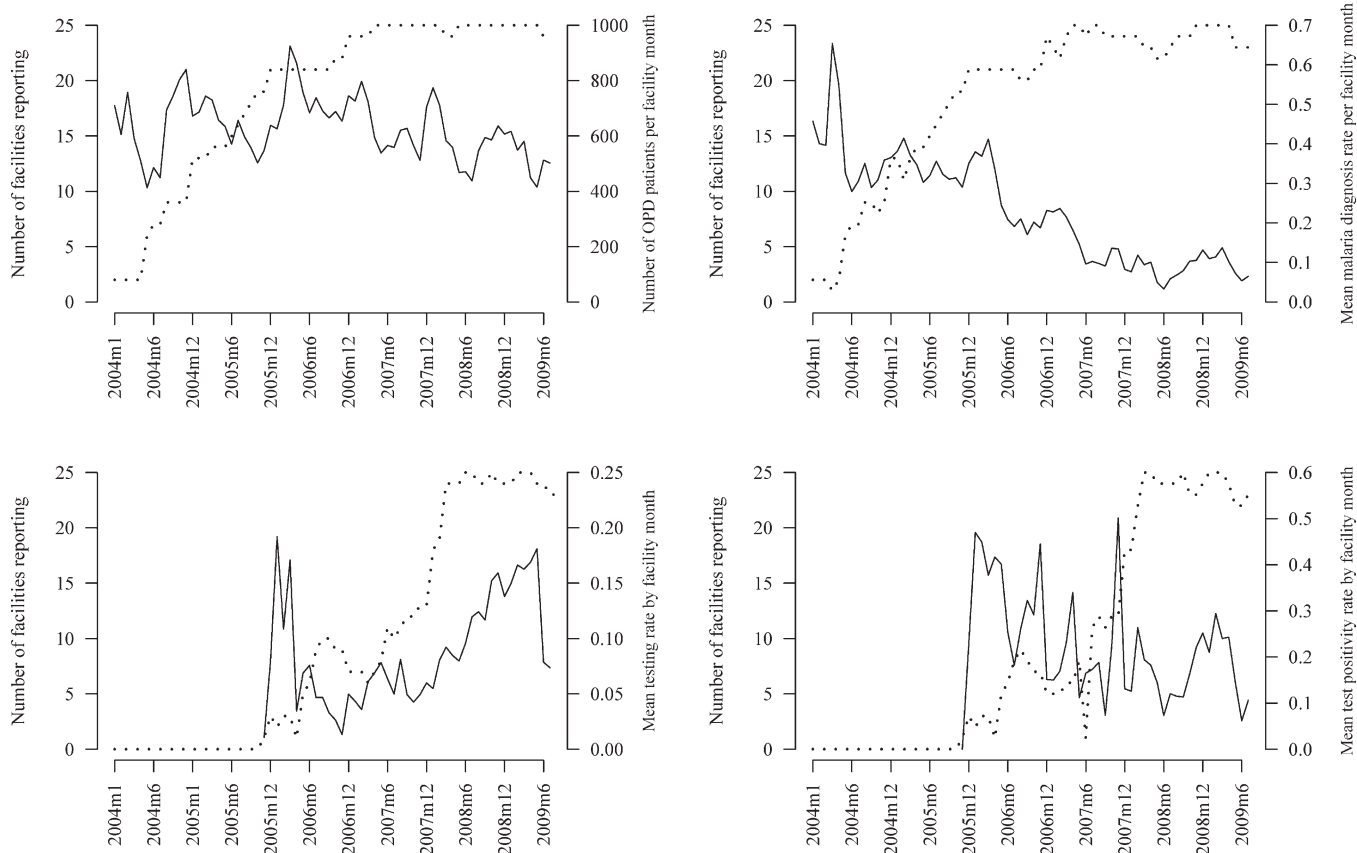 Number of facilities reporting
25
20
15
10
5
0
1000
800
600
400
200
0
Number of OPD patients per facility month
2004m1
2004m6
2004m12
2005m6
2005m12
2006m6
2006m12
2007m6
2007m12
2008m6
2008m12
2009m6
Number of facilities reporting
25
20
15
10
5
0
0.7
0.6
0.5
0.4
0.3
0.2
0.1
0.0
Mean malaria diagnosis rate per facility month
2004m1
2004m6
2004m12
2005m6
2005m12
2006m6
2006m12
2007m6
2007m12
2008m6
2008m12
2009m6
Number of facilities reporting
25
20
15
10
5
0
0.25
0.20
0.15
0.10
0.05
0.00
Mean testing rate by facility month
2004m1
2004m6
2005m1
2005m6
2005m12
2006m6
2006m12
2007m6
2007m12
2008m6
2008m12
2009m6
Number of facilities reporting
25
20
15
10
5
0
0.6
0.5
0.4
0.3
0.2
0.1
0.0
Mean test positivity rate by facility month
2004m1
2004m6
2004m12
2005m6
2005m12
2006m6
2006m12
2007m6
2007m12
2008m6
2008m12
2009m6